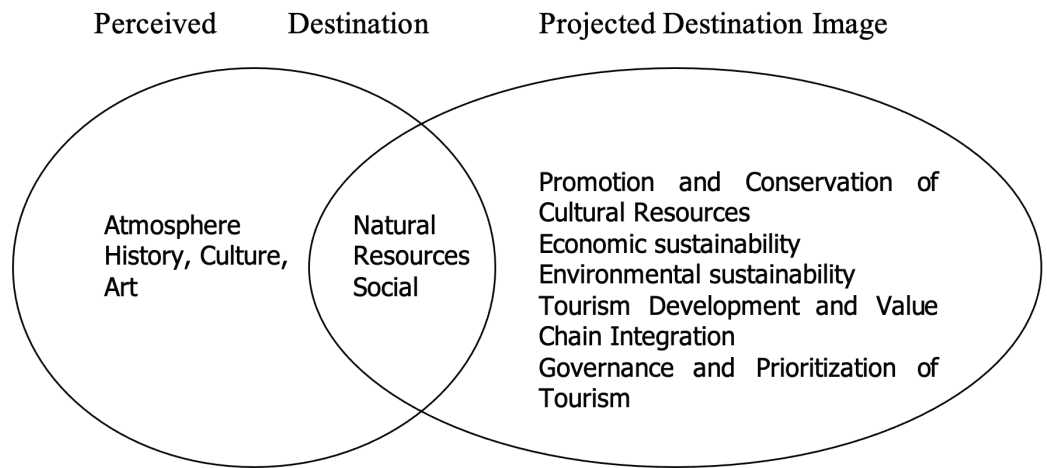 Perceived Destination
Projected Destination Image
Atmosphere
History, Culture,
Art
Natural
Resources
Social
Promotion and Conservation of
Cultural Resources
Economic sustainability
Environmental sustainability
Tourism Development and Value
Chain Integration
Governance and Prioritization of
Tourism